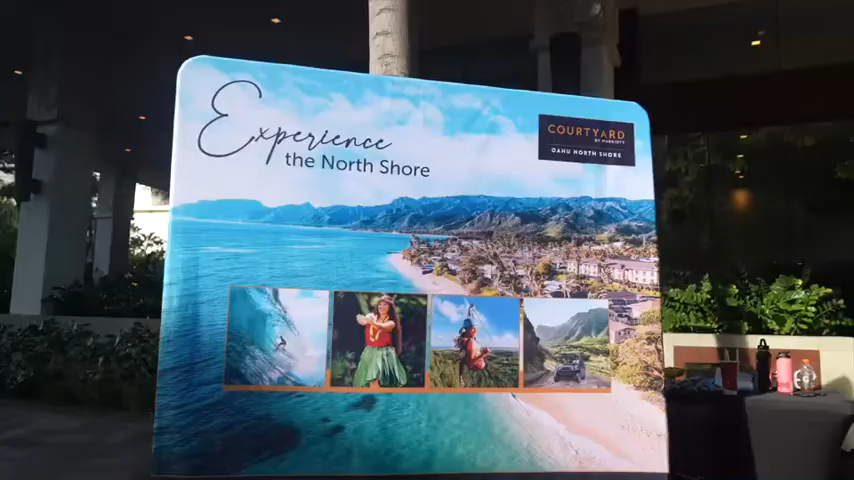 Experience
the North Shore
COURTYARD
BY MARRIOTT
OAHU NORTH SHORE